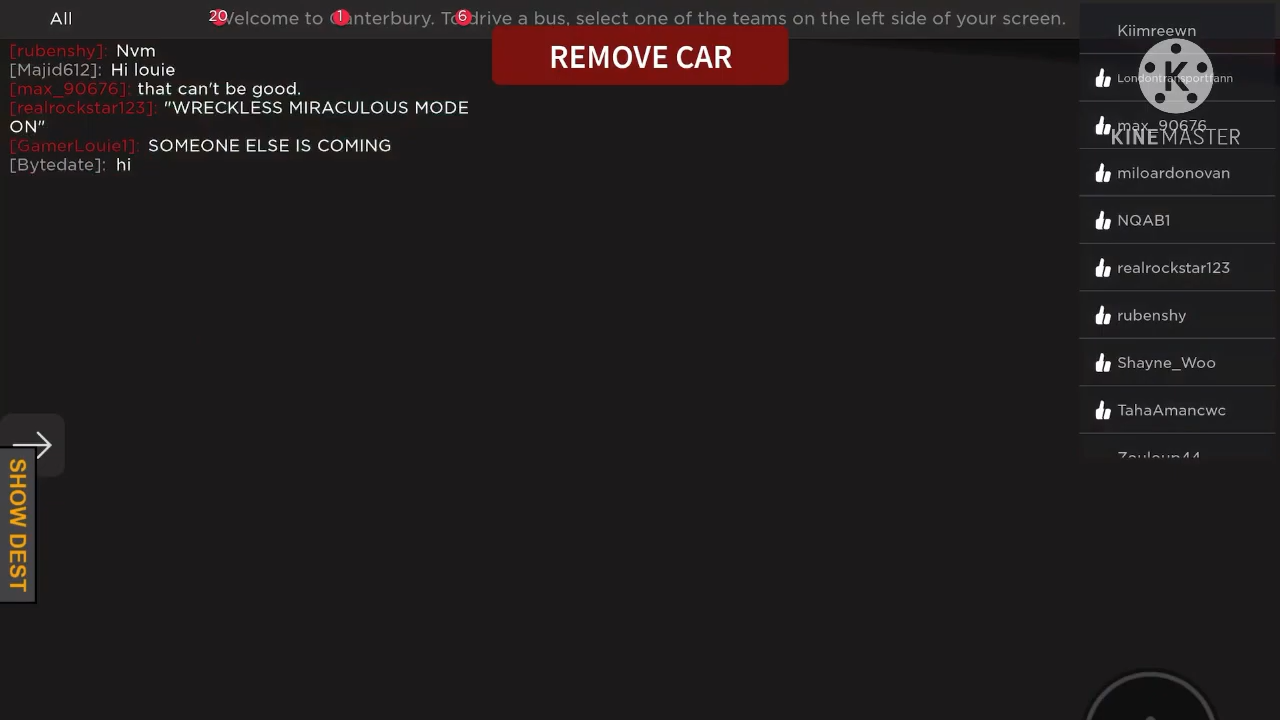 All
20
1
6
Welcome to Canterbury. To drive a bus, select one of the teams on the left side of your screen.
REMOVE CAR
[rubenshy]: Nvm
[Majid612]: Hi louie
[max_90676]: that can't be good.
[realrockstar123]: "WRECKLESS MIRACULOUS MODE
ON"
[GamerLouie1]: SOMEONE ELSE IS COMING
[Bytedate]: hi
SHOW DEST
Kiimreewn
Londontransportfann
max_90676
K
KINEMASTER
miloardonovan
NQAB1
realrockstar123
rubenshy
Shayne_Woo
TahaAmancwc